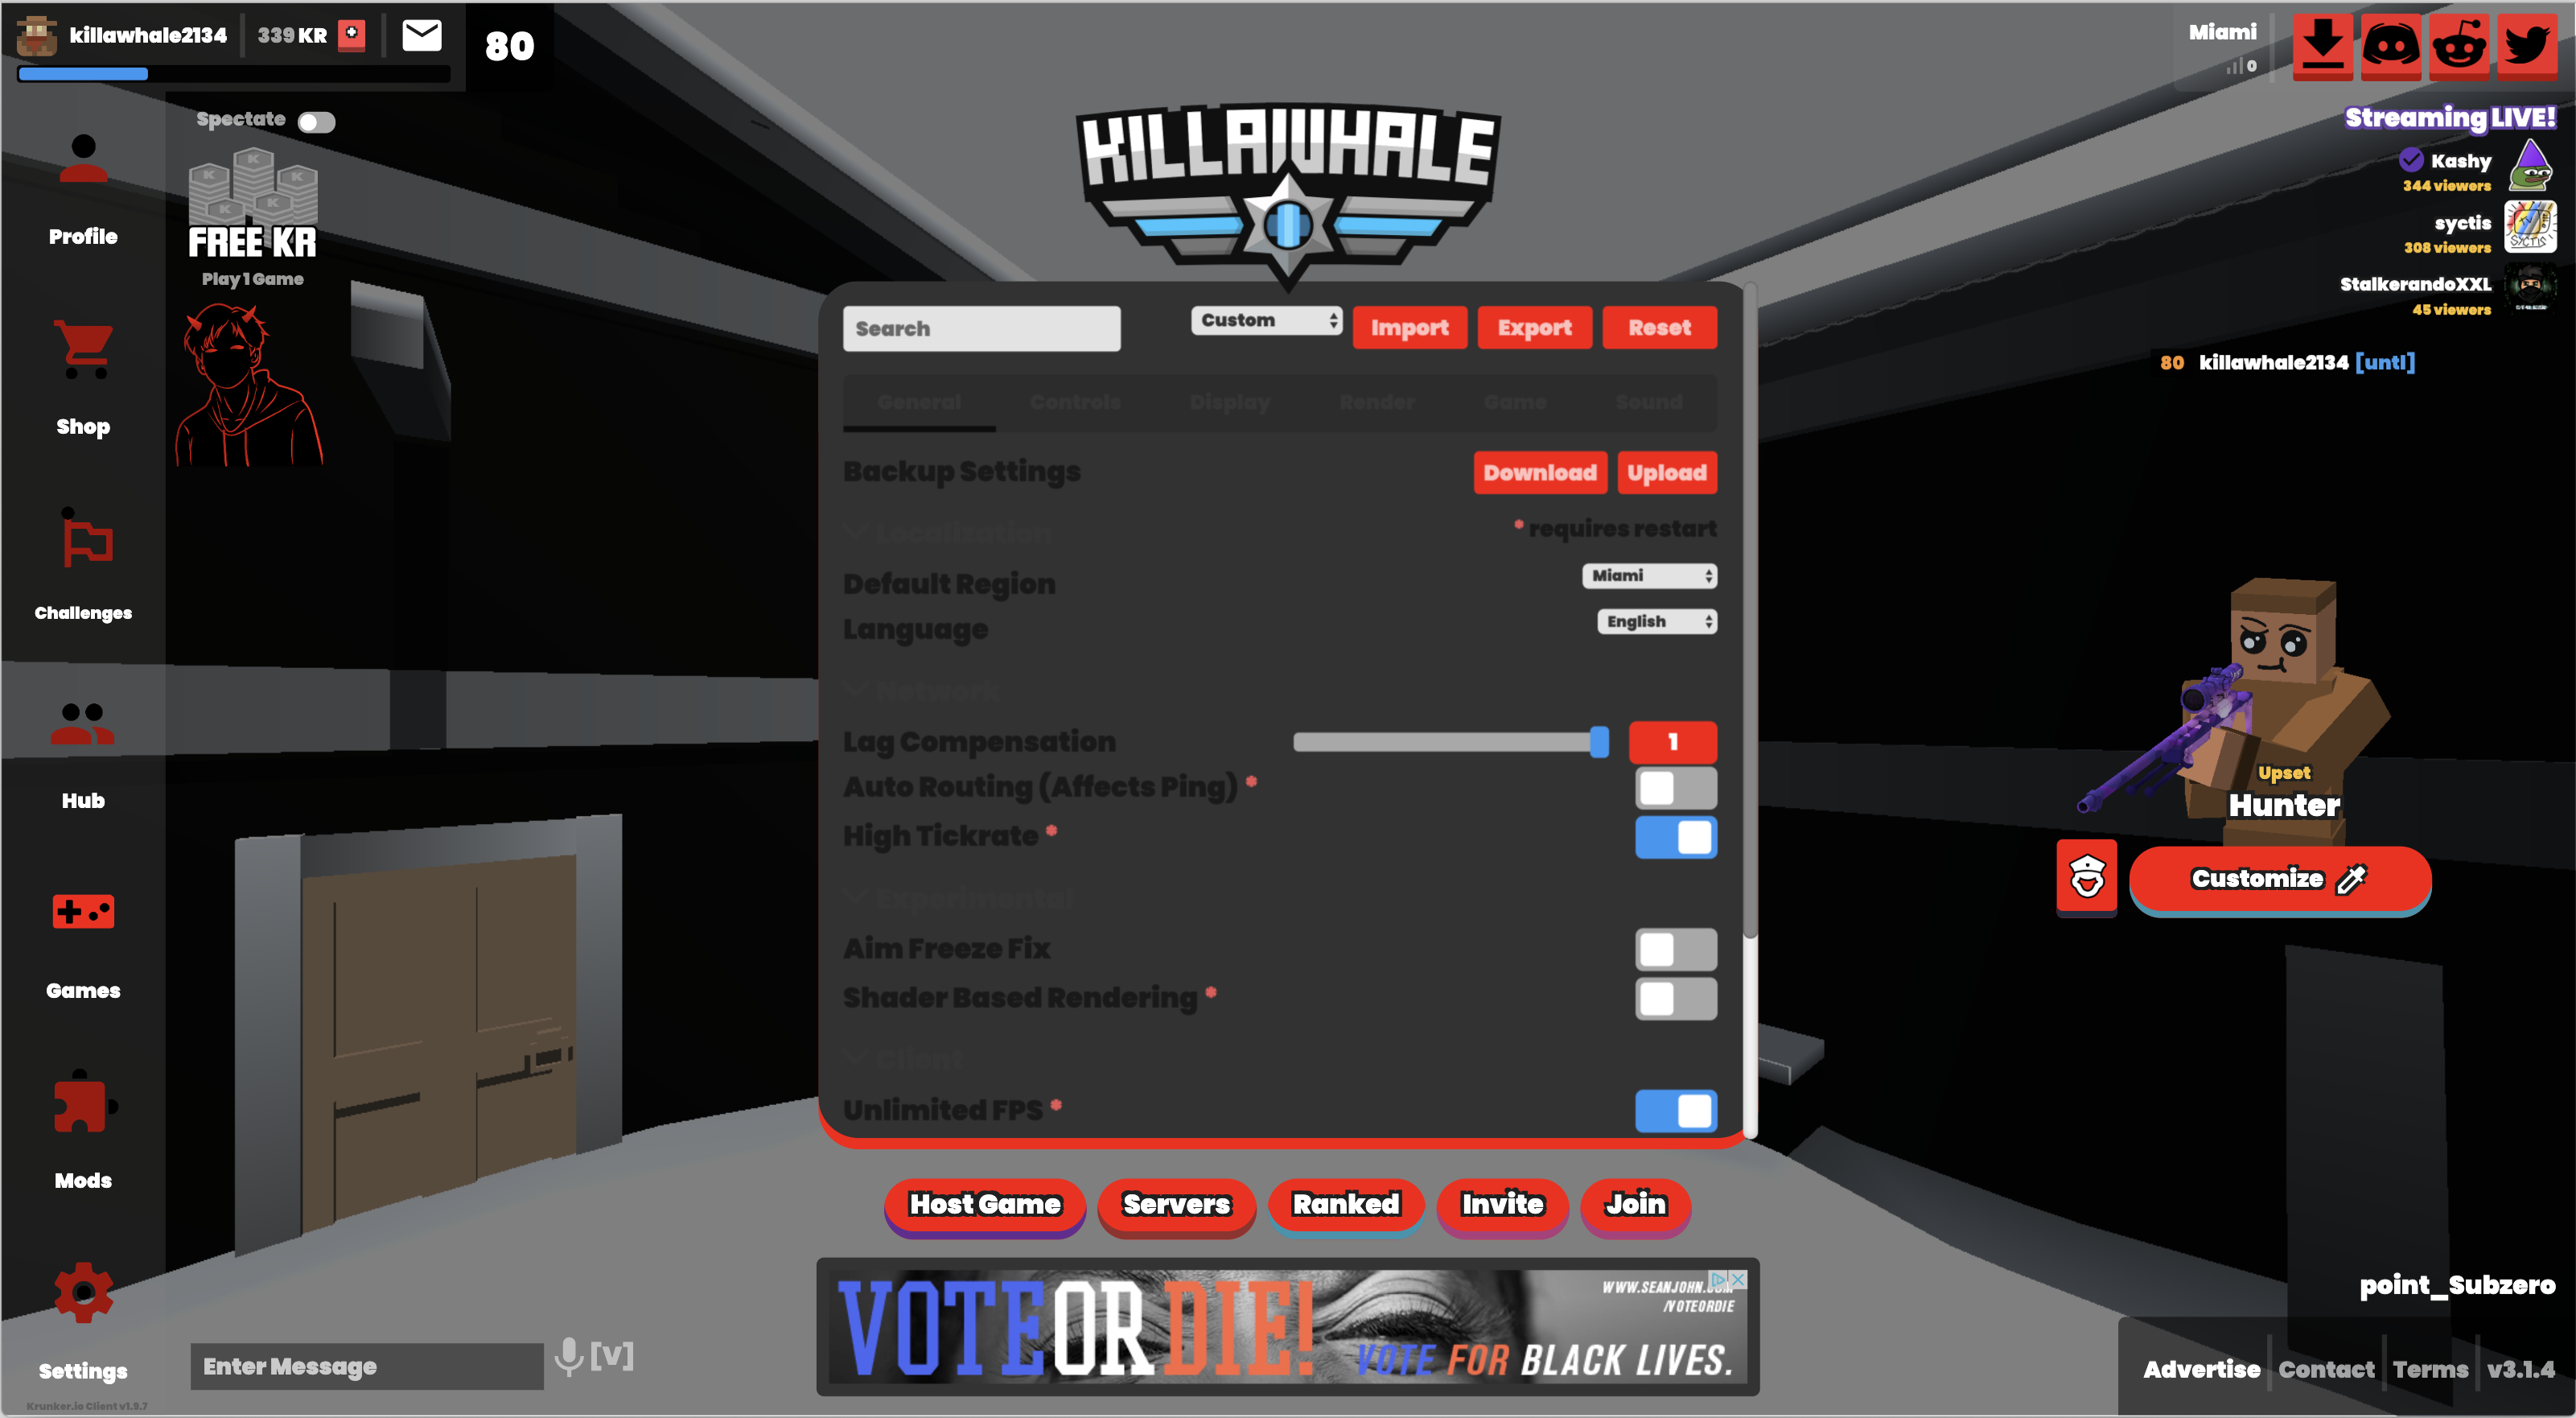 killawhale2134
339 KR
80
Miami
0
Spectate
FREE KR
Play 1 Game
Profile
Shop
Challenges
Hub
Games
Mods
Settings
Krunker.io Client v1.9.7
KILLAWHALE
Search
Custom
Import
Export
Reset
General
Controls
Display
Render
Game
Sound
Backup Settings
Download
Upload
Localization
* requires restart
Default Region
Miami
Language
English
Network
Lag Compensation
1
Auto Routing (Affects Ping) *
High Tickrate *
Experimental
Aim Freeze Fix
Shader Based Rendering *
Client
Unlimited FPS *
Host Game
Servers
Ranked
Invite
Join
VOTE OR DIE!
WWW.SEANJOHN.COM
/VOTEORDIE
VOTE FOR BLACK LIVES.
Enter Message
[V]
Streaming LIVE!
Kashy
344 viewers
syctis
308 viewers
StalkerandoXXL
45 viewers
80 killawhale2134 [untl]
Upset
Hunter
Customize
point_Subzero
Advertise
Contact
Terms
v3.1.4